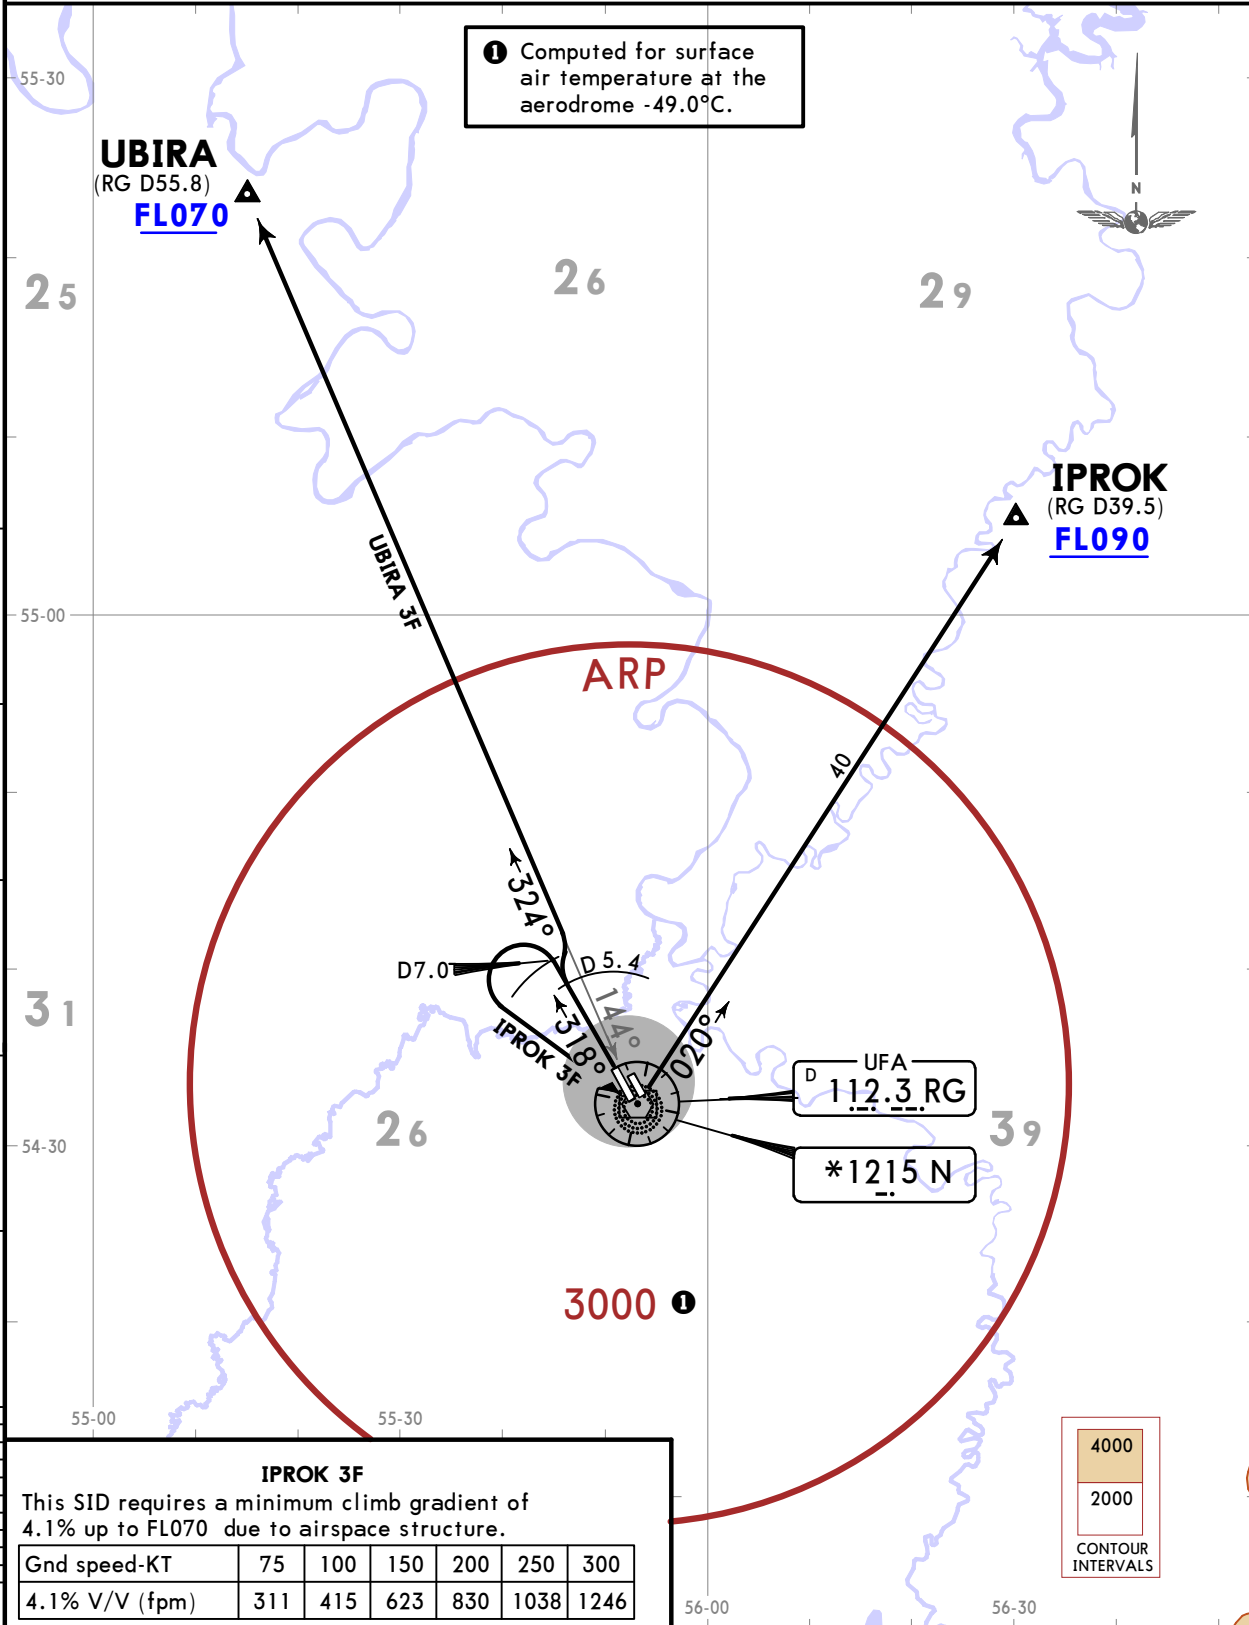 ❶ Computed for surface
air temperature at the
aerodrome -49.0°C.
55-30
UBIRA
(RG D55.8)
FL070
N
25
26
29
IPROK
(RG D39.5)
FL090
UBIRA 3F
55-00
ARP
40
←324°
D7.0
D 5.4
144°
31
←318°
IPROK 3F
020°→
UFA
D 112.3 RG
26
39
54-30
*1215 N
3000 ❶
55-00
55-30
4000
2000
CONTOUR
INTERVALS
IPROK 3F
This SID requires a minimum climb gradient of
4.1% up to FL070 due to airspace structure.
Gnd speed-KT 75 100 150 200 250 300
4.1% V/V (fpm) 311 415 623 830 1038 1246
56-00
56-30